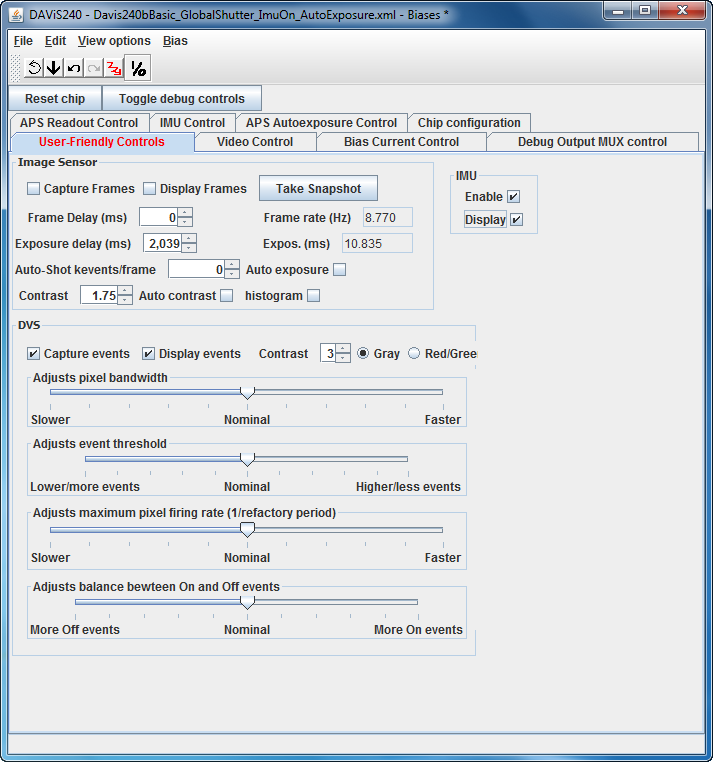 DAViS240 - Davis240bBasic_GlobalShutter_ImuOn_AutoExposure.xml - Biases *
File Edit View options Bias
1/0
Reset chip Toggle debug controls
APS Readout Control IMU Control APS Autoexposure Control Chip configuration
User-Friendly Controls Video Control Bias Current Control Debug Output MUX control
Image Sensor
Capture Frames Display Frames Take Snapshot
Frame Delay (ms) 0 Frame rate (Hz) 8.770
Exposure delay (ms) 2,039 Expos. (ms) 10.835
Auto-Shot kevents/frame 0 Auto exposure
Contrast 1.75 Auto contrast histogram
IMU
Enable
Display
DVS
Capture events Display events Contrast 3 Gray Red/Gree
Adjusts pixel bandwidth
Slower Nominal Faster
Adjusts event threshold
Lower/more events Nominal Higher/less events
Adjusts maximum pixel firing rate (1/refactory period)
Slower Nominal Faster
Adjusts balance bewteen On and Off events
More Off events Nominal More On events